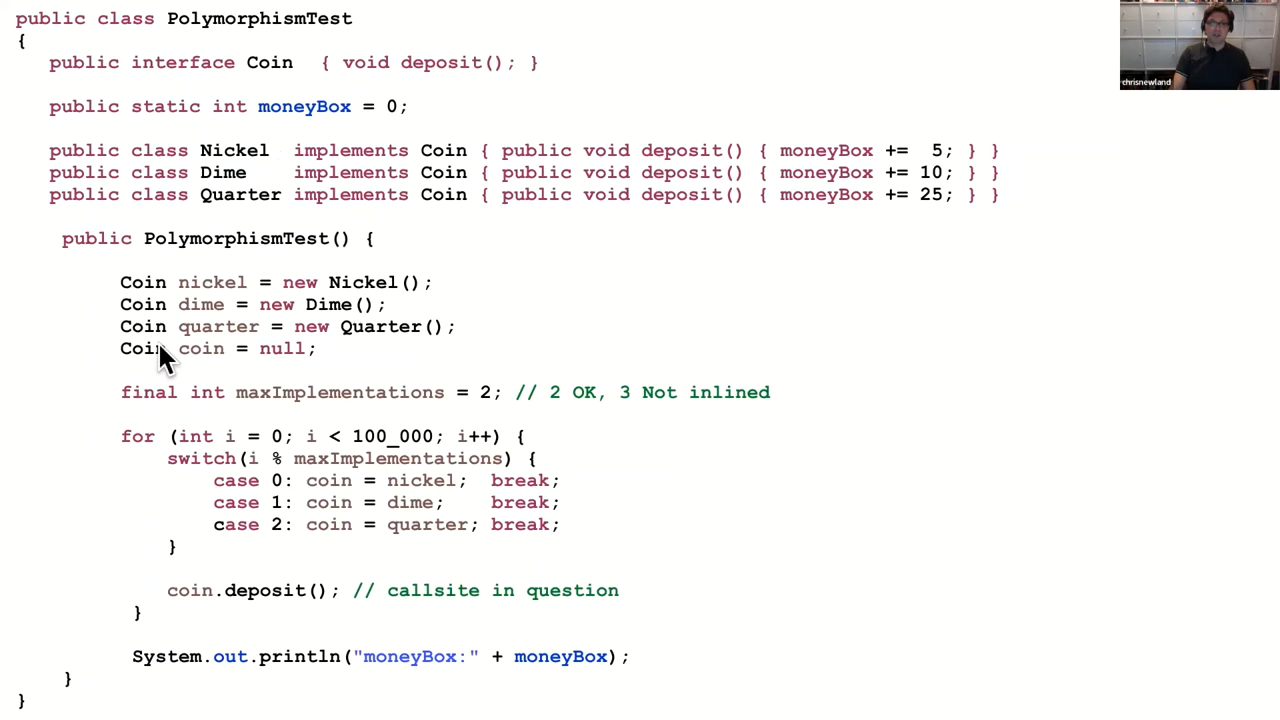 public class PolymorphismTest
{
public interface Coin { void deposit(); }
public static int moneyBox = 0;
public class Nickel implements Coin { public void deposit() { moneyBox += 5; } }
public class Dime implements Coin { public void deposit() { moneyBox += 10; } }
public class Quarter implements Coin { public void deposit() { moneyBox += 25; } }
public PolymorphismTest() {
Coin nickel = new Nickel();
Coin dime = new Dime();
Coin quarter = new Quarter();
Coin coin = null;
final int maxImplementations = 2; // 2 OK, 3 Not inlined
for (int i = 0; i < 100_000; i++) {
switch(i % maxImplementations) {
case 0: coin = nickel; break;
case 1: coin = dime; break;
case 2: coin = quarter; break;
}
coin.deposit(); // callsite in question
}
System.out.println("moneyBox:" + moneyBox);
}
}
chrisnewland